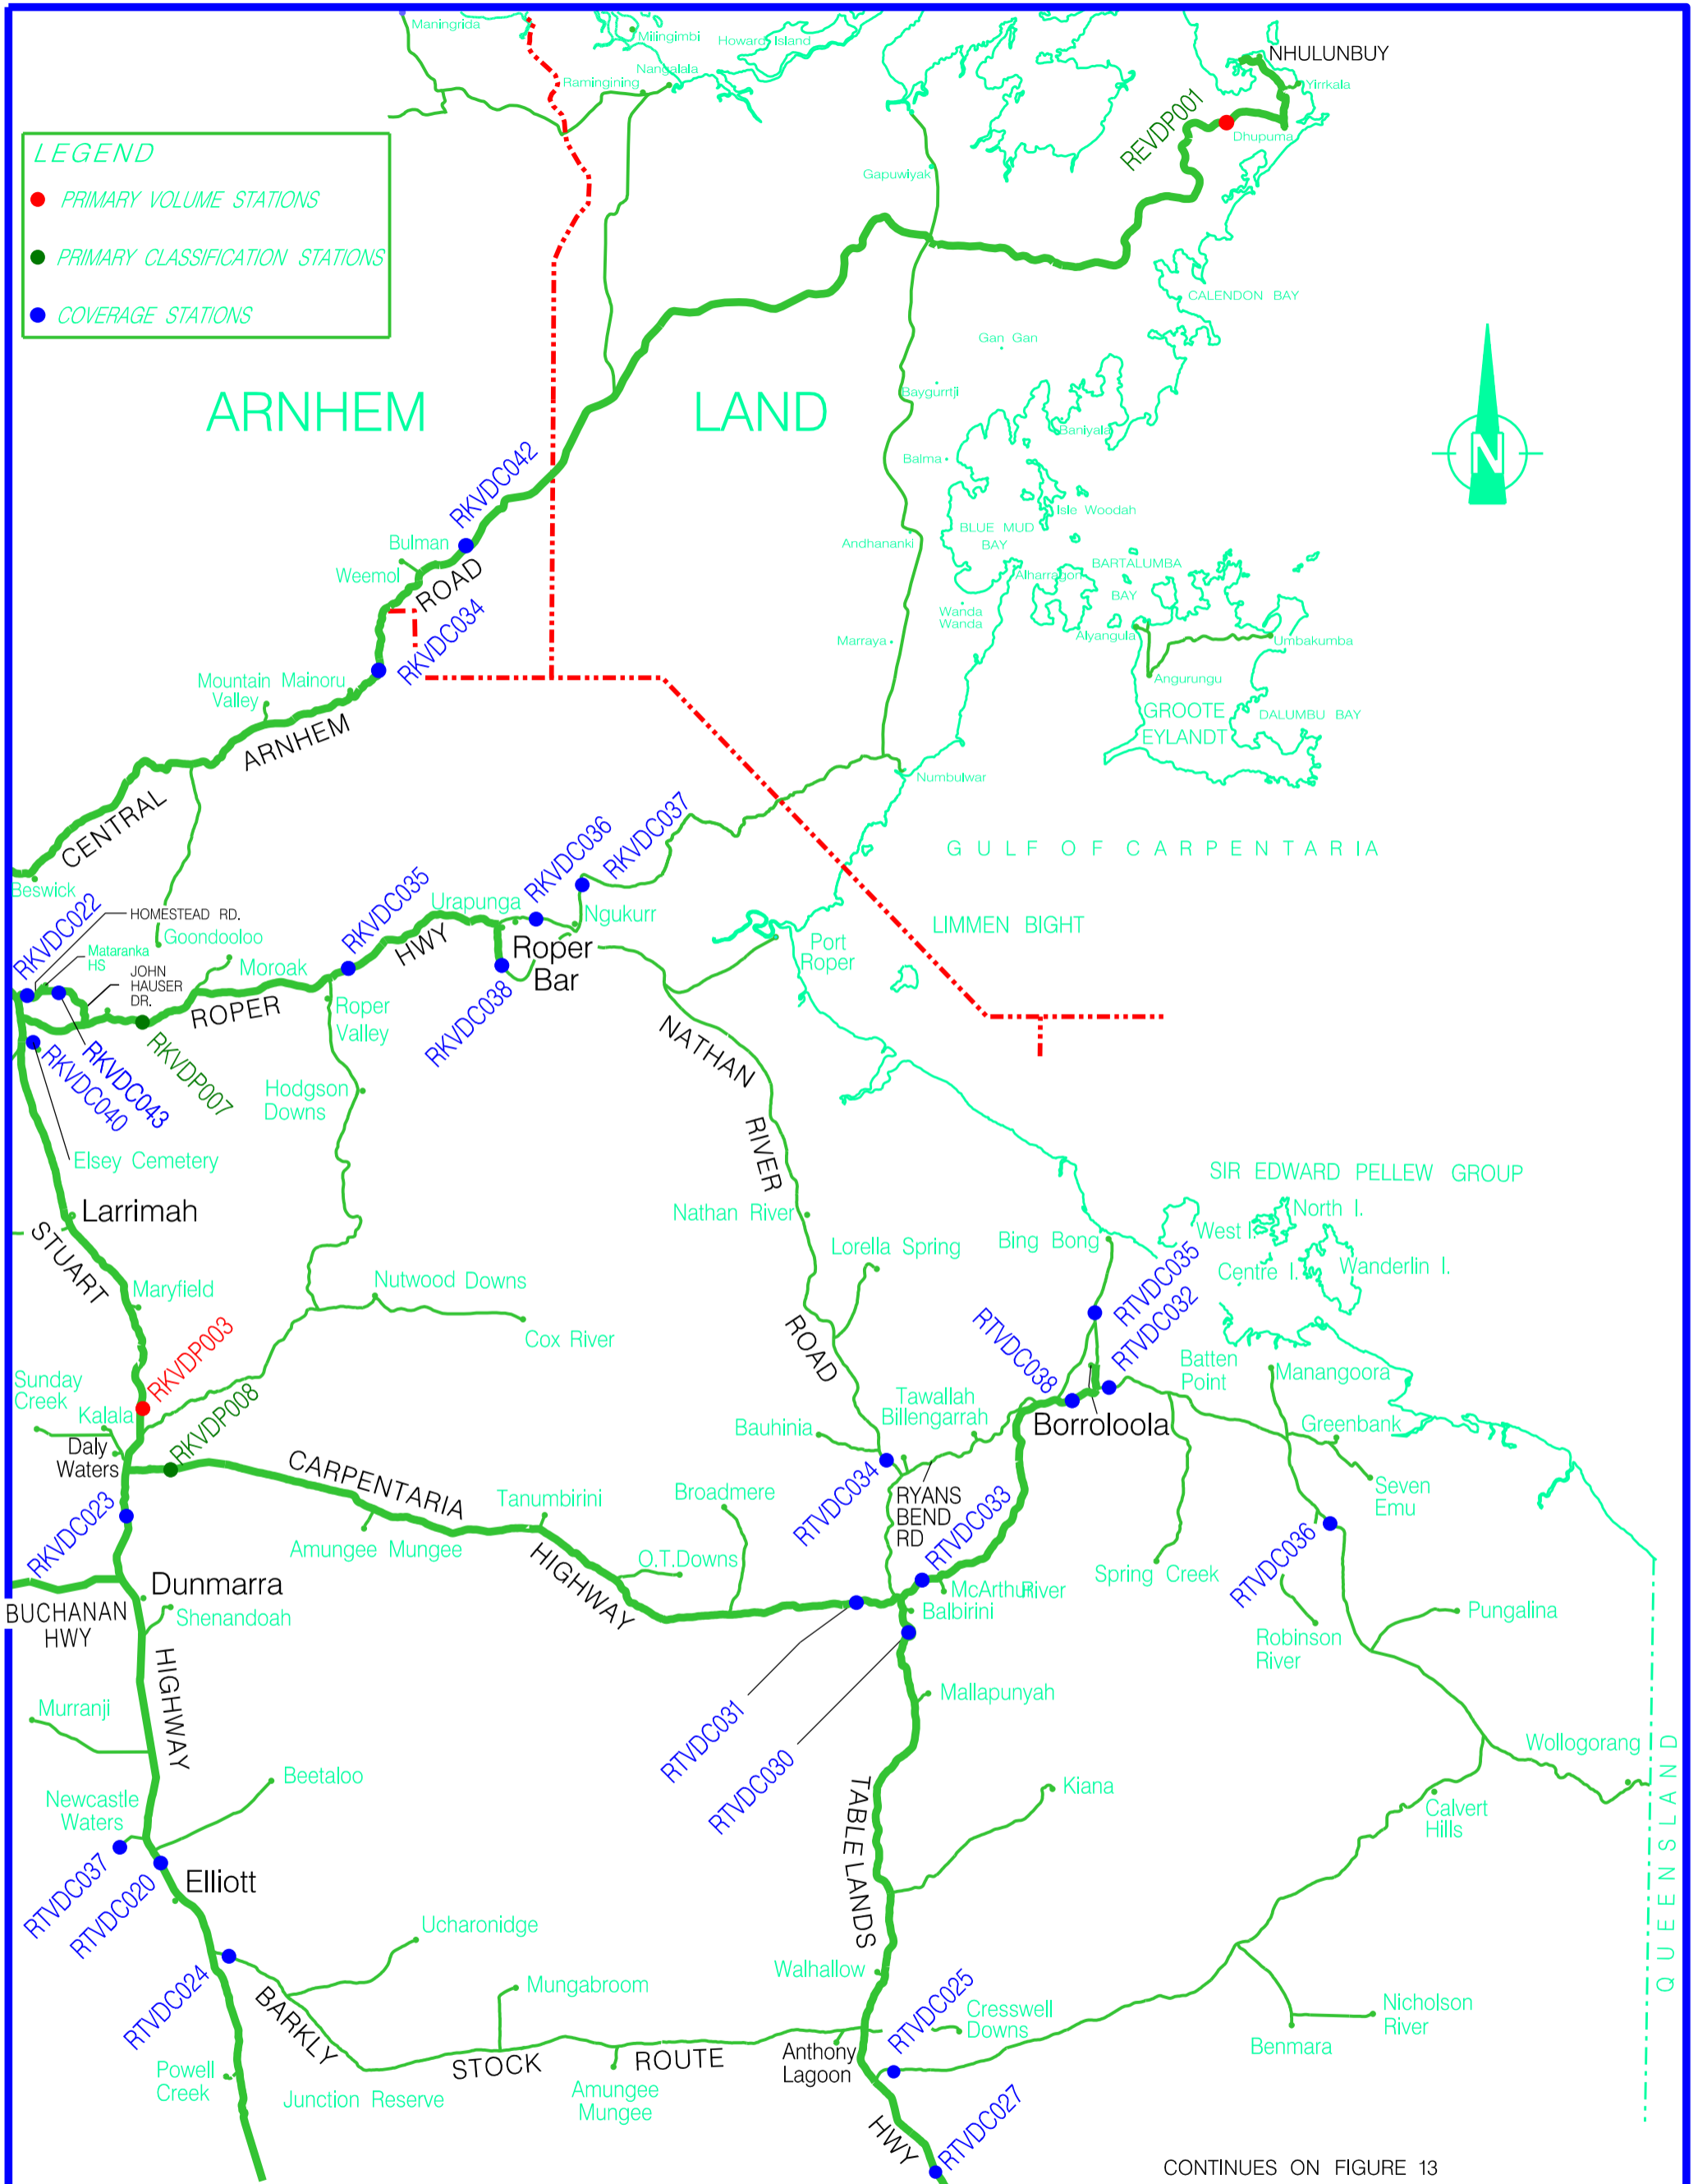 Maningrida
Milingimbi
Howard Island
Nangalala
Ramingining
NHULUNBUY
Yirrkala
REVDP001
Dhupuma
Gapuwiyak
LEGEND
PRIMARY VOLUME STATIONS
PRIMARY CLASSIFICATION STATIONS
COVERAGE STATIONS
CALENDON BAY
Gan Gan
Baygurrtji
ARNHEM LAND
Baniyala
Balma
N
RKVDC042
Isle Woodah
BLUE MUD
BAY
Andhananki
Bulman
Weemol
ROAD
Alharragon
BARTALUMBA
BAY
Wanda
Wanda
Marraya
Alyangula
Umbakumba
RKVDC034
Angurungu
GROOTE
EYLANDT
DALUMBU BAY
Mountain
Valley
Mainoru
ARNHEM
CENTRAL
Numbulwar
GULF OF CARPENTARIA
Beswick
RKVDC022
HOMESTEAD RD.
Goondooloo
Mataranka
HS
JOHN
HAUSER
DR.
Moroak
RKVDC035
Urapunga
RKVDC036
RKVDC037
Ngukurr
HWY
Roper
Bar
RKVDC038
LIMMEN BIGHT
Port
Roper
ROPER
Roper
Valley
NATHAN
RKVDP007
RKVDC043
RKVDC040
Hodgson
Downs
Elsey Cemetery
RIVER
Larrimah
SIR EDWARD PELLEW GROUP
North I.
West I.
Centre I.
Wanderlin I.
Nathan River
Lorella Spring
Bing Bong
STUART
Maryfield
Nutwood Downs
Cox River
ROAD
RTVDC035
RTVDC032
RTVDC038
RKVDP003
Sunday
Creek
Kalala
RKVDP008
Daly
Waters
Batten
Point
Manangoora
Greenbank
Tawallah
Billengarrah
Bauhinia
Borroloola
CARPENTARIA
Tanumbirini
Broadmere
RTVDC034
RYANS
BEND
RD
RTVDC033
Seven
Emu
RKVDC023
Amungee Mungee
O.T.Downs
HIGHWAY
Spring Creek
RTVDC036
Dunmarra
Shenandoah
BUCHANAN
HWY
McArthur River
Balbirini
Pungalina
Robinson
River
HIGHWAY
Murranji
RTVDC031
RTVDC030
Mallapunyah
Wollogorang
Beetaloo
Newcastle
Waters
TABLELANDS
Kiana
Calvert
Hills
QUEENSLAND
RTVDC037
RTVDC020
Elliott
Ucharonidge
Walhallow
RTVDC024
Mungabroom
RTVDC025
Cresswell
Downs
Nicholson
River
Benmara
BARKLY
STOCK
ROUTE
Anthony
Lagoon
Powell
Creek
Junction Reserve
Amungee
Mungee
HWY
RTVDC027
CONTINUES ON FIGURE 13